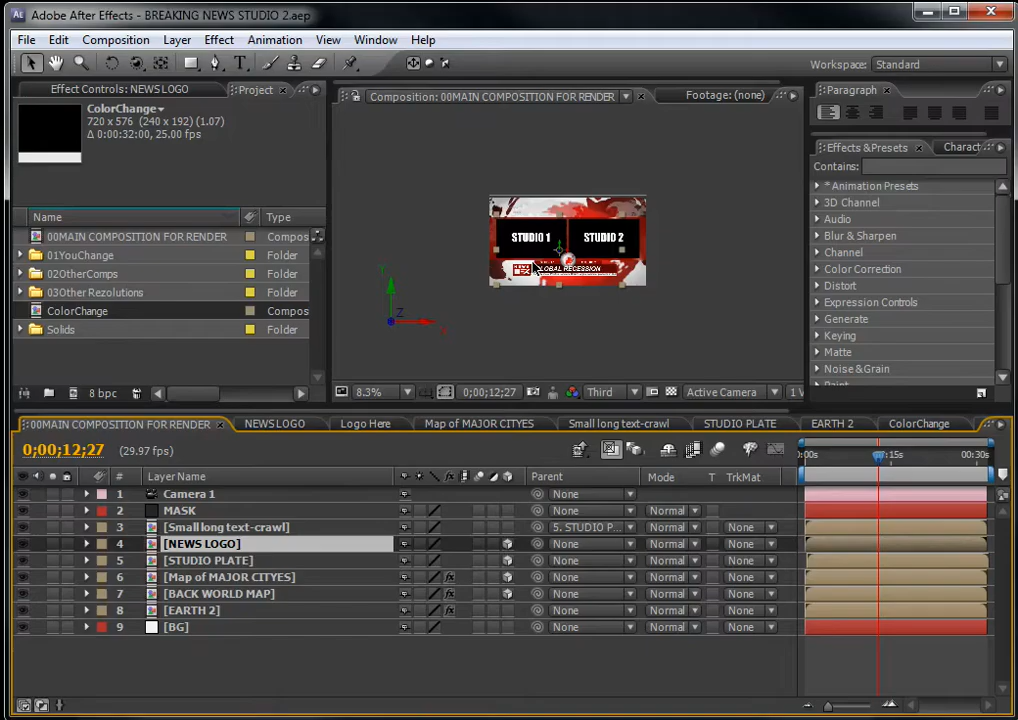 Adobe After Effects - BREAKING NEWS STUDIO 2.aep
File Edit Composition Layer Effect Animation View Window Help
Workspace: Standard
Effect Controls: NEWS LOGO Project
ColorChange
720 x 576 (240 x 192) (1.07)
Δ 0:00:32:00, 25.00 fps
Composition: 00MAIN COMPOSITION FOR RENDER Footage: (none)
Paragraph
Effects & Presets Charact
Contains:
* Animation Presets
3D Channel
Audio
Blur & Sharpen
Channel
Color Correction
Distort
Expression Controls
Generate
Keying
Matte
Noise & Grain
Name Type
00MAIN COMPOSITION FOR RENDER Compos
01YouChange Folder
02OtherComps Folder
03Other Rezolutions Folder
ColorChange Compos
Solids Folder
STUDIO 1 STUDIO 2
GLOBAL RECESSION
Y
Z
X
8 bpc
8.3% 0;00;12;27 Third Active Camera 1 V
00MAIN COMPOSITION FOR RENDER NEWS LOGO Logo Here Map of MAJOR CITYES Small long text-crawl STUDIO PLATE EARTH 2 ColorChange
0;00;12;27 (29.97 fps)
:00s 00:15s 00:30s
# Layer Name Parent Mode T TrkMat
1 Camera 1 None
2 MASK None Normal
3 [Small long text-crawl] 5. STUDIO P... Normal None
4 [NEWS LOGO] None Normal None
5 [STUDIO PLATE] None Normal None
6 [Map of MAJOR CITYES] None Normal None
7 [BACK WORLD MAP] None Normal None
8 [EARTH 2] None Normal None
9 [BG] None Normal None